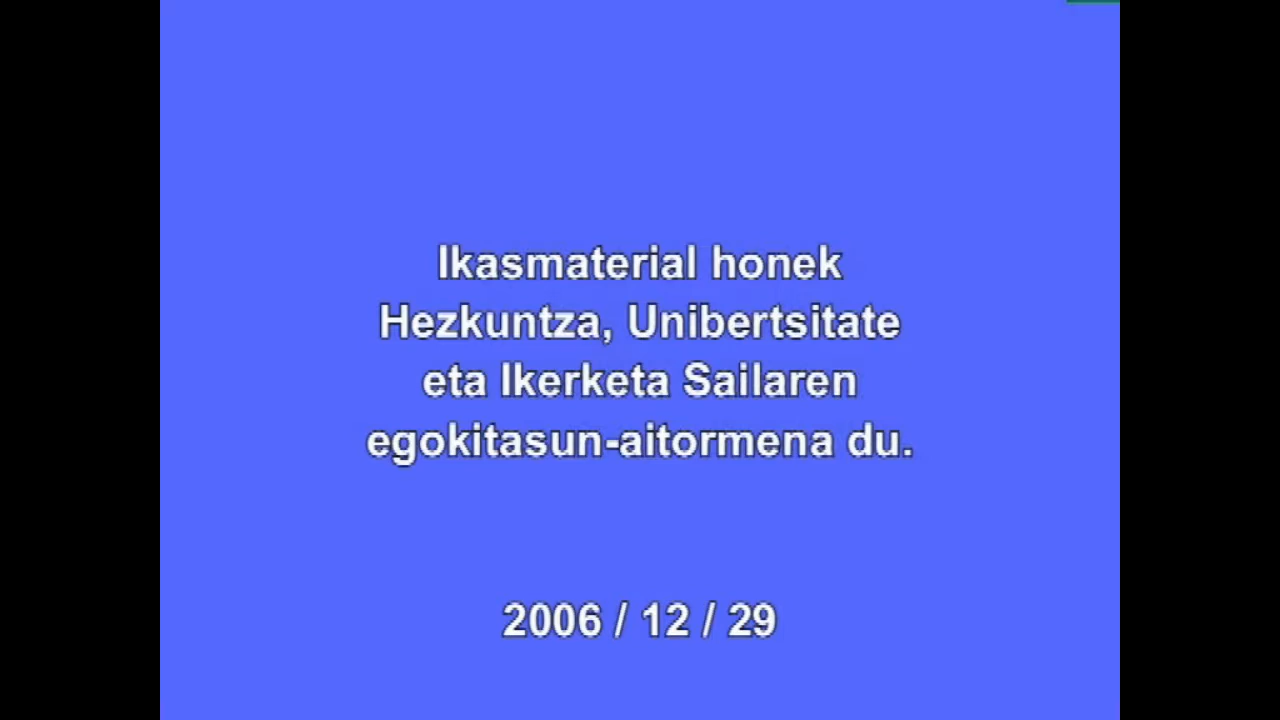 Ikasmaterial honek
Hezkuntza, Unibertsitate
eta Ikerketa Sailaren
egokitasun-aitormena du.
2006 / 12 / 29